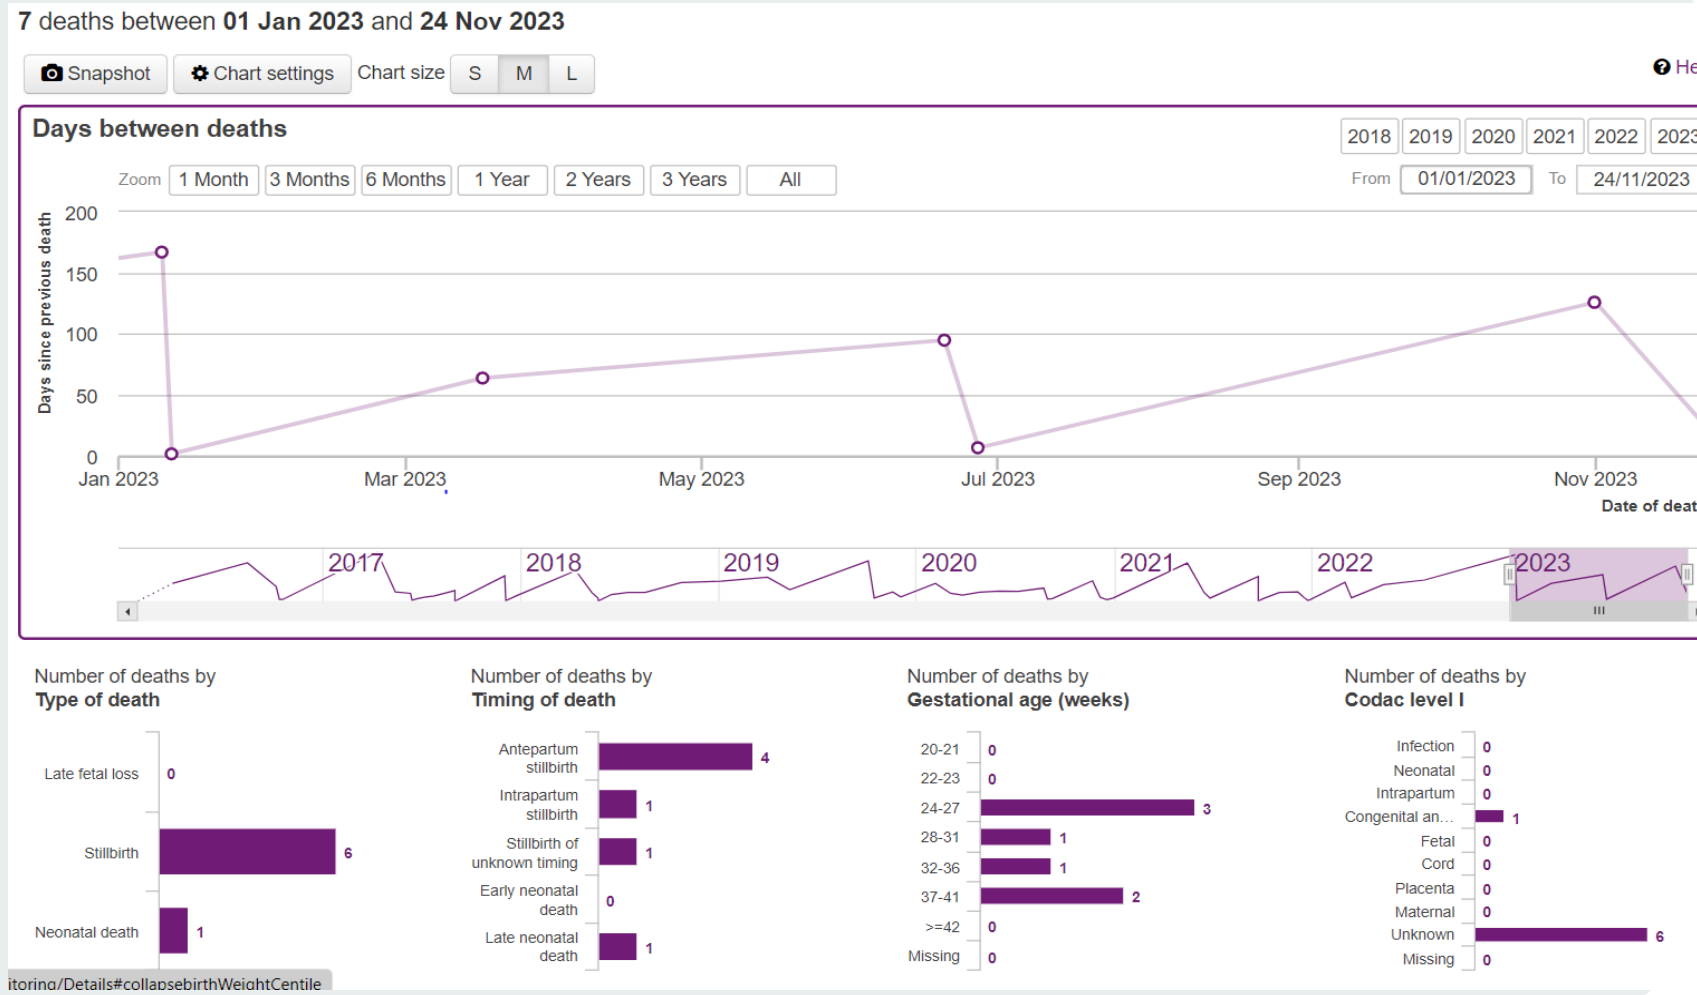 7 deaths between 01 Jan 2023 and 24 Nov 2023
Snapshot Chart settings Chart size S M L He
Days between deaths
2018 2019 2020 2021 2022 2023
Zoom 1 Month 3 Months 6 Months 1 Year 2 Years 3 Years All
From 01/01/2023 To 24/11/2023
Days since previous death
200
150
100
50
0
Jan 2023 Mar 2023 May 2023 Jul 2023 Sep 2023 Nov 2023
Date of deat
2017 2018 2019 2020 2021 2022 2023
Number of deaths by
Type of death
Late fetal loss 0
Stillbirth 6
Neonatal death 1
Number of deaths by
Timing of death
Antepartum
stillbirth 4
Intrapartum
stillbirth 1
Stillbirth of
unknown timing 1
Early neonatal
death 0
Late neonatal
death 1
Number of deaths by
Gestational age (weeks)
20-21 0
22-23 0
24-27 3
28-31 1
32-36 1
37-41 2
>=42 0
Missing 0
Number of deaths by
Codac level I
Infection 0
Neonatal 0
Intrapartum 0
Congenital an... 1
Fetal 0
Cord 0
Placenta 0
Maternal 0
Unknown 6
Missing 0
itoring/Details#collapsebirthWeightCentile